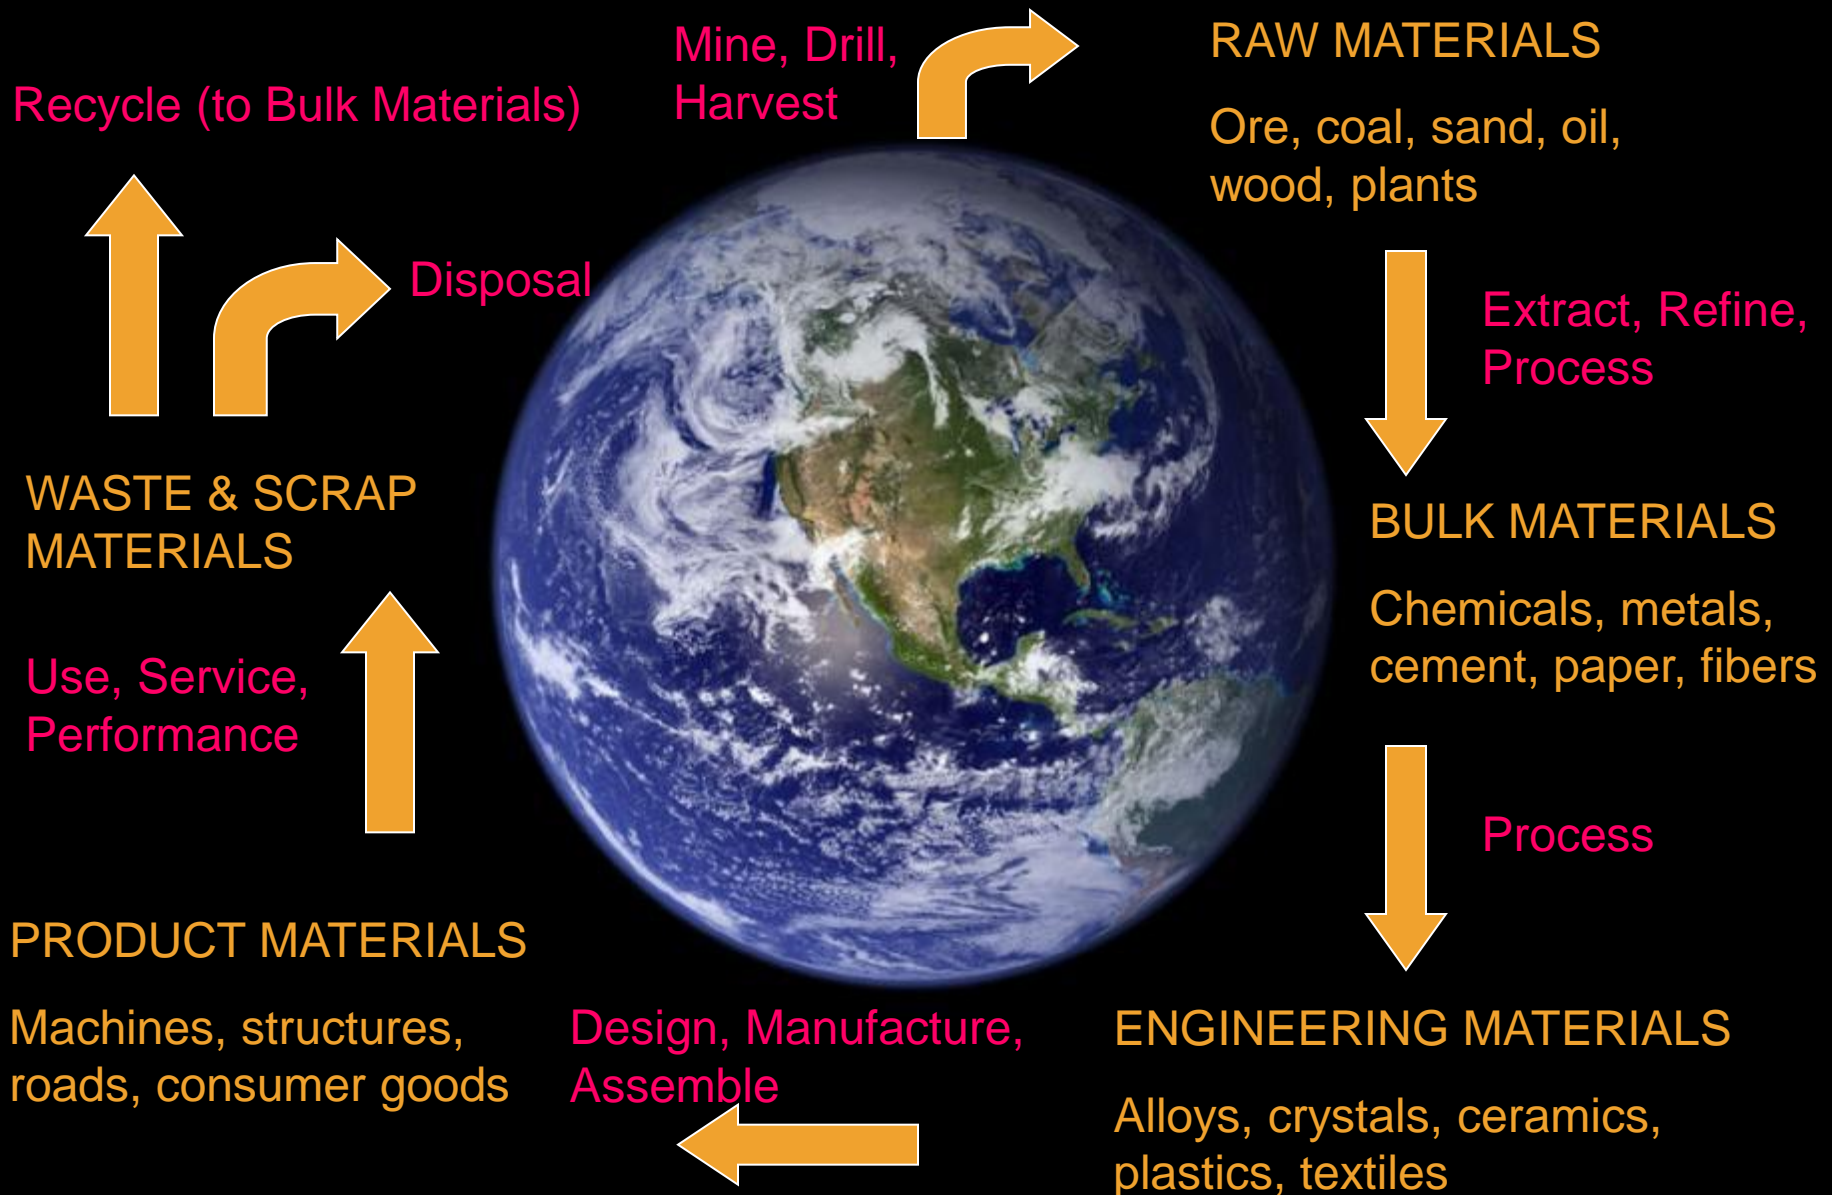 Mine, Drill,
Harvest
RAW MATERIALS
Ore, coal, sand, oil,
wood, plants
Extract, Refine,
Process
BULK MATERIALS
Chemicals, metals,
cement, paper, fibers
Process
ENGINEERING MATERIALS
Alloys, crystals, ceramics,
plastics, textiles
Design, Manufacture,
Assemble
PRODUCT MATERIALS
Machines, structures,
roads, consumer goods
Use, Service,
Performance
WASTE & SCRAP
MATERIALS
Disposal
Recycle (to Bulk Materials)